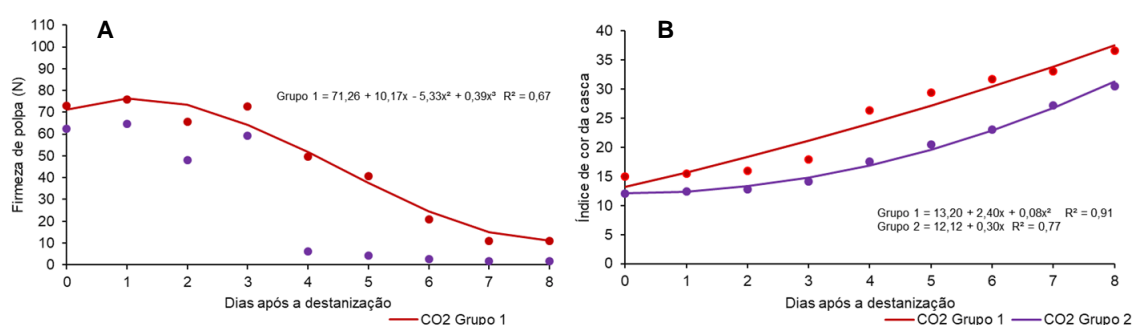 A
Firmeza de polpa (N)
110
100
90
80
70
60
50
40
30
20
10
0
Grupo 1 = 71,26 + 10,17x - 5,33x² + 0,39x³ R² = 0,67
0 1 2 3 4 5 6 7 8
Dias após a destanização
CO2 Grupo 1
B
Índice de cor da casca
40
35
30
25
20
15
10
5
0
Grupo 1 = 13,20 + 2,40x + 0,08x² R² = 0,91
Grupo 2 = 12,12 + 0,30x R² = 0,77
0 1 2 3 4 5 6 7 8
Dias após a destanização
CO2 Grupo 1 CO2 Grupo 2